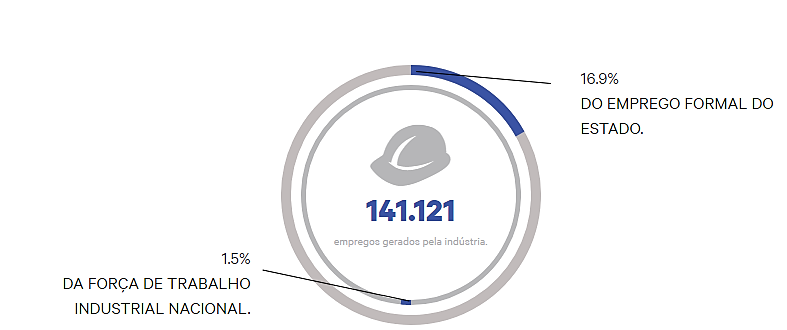 16.9%
DO EMPREGO FORMAL DO
ESTADO.
141.121
empregos gerados pela indústria.
1.5%
DA FORÇA DE TRABALHO
INDUSTRIAL NACIONAL.